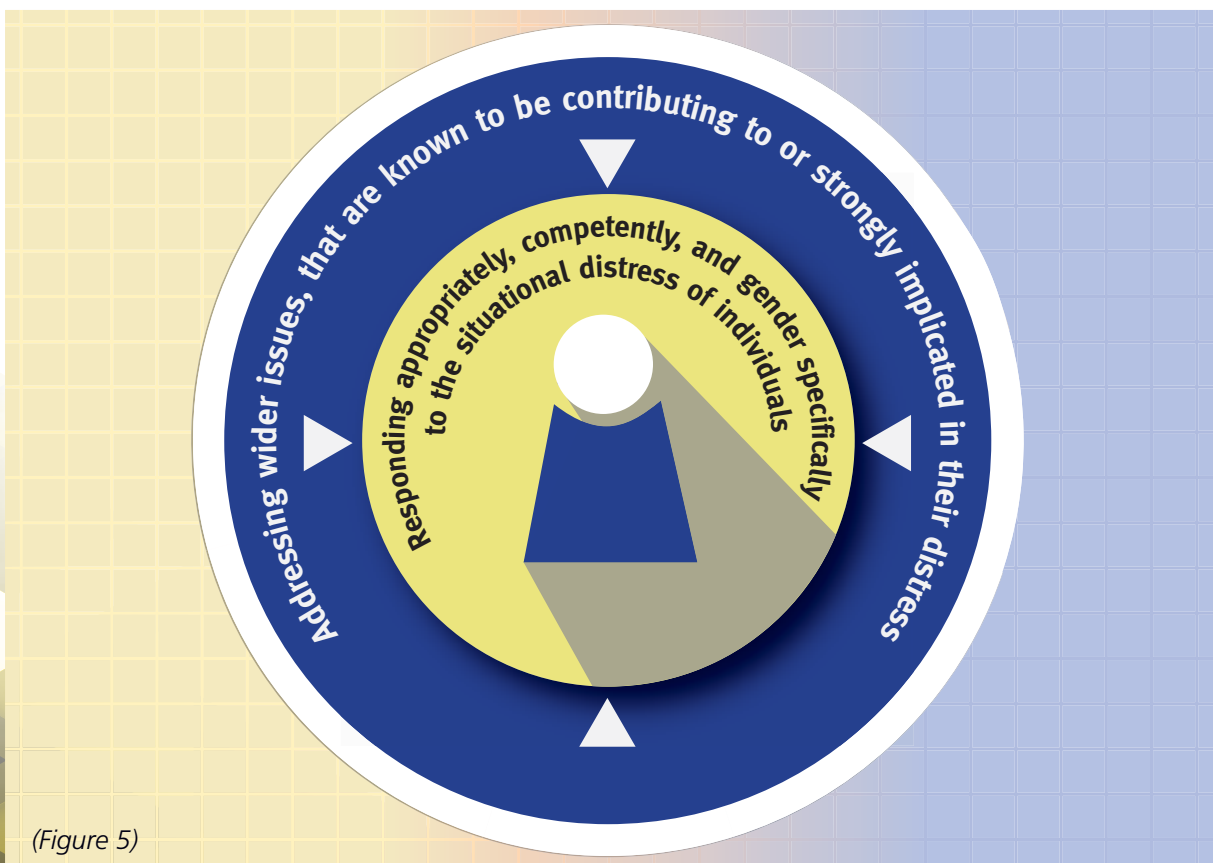 Addressing wider issues, that are known to be contributing to or strongly implicated in their distress
Responding appropriately, competently, and gender specifically
to the situational distress of individuals
(Figure 5)